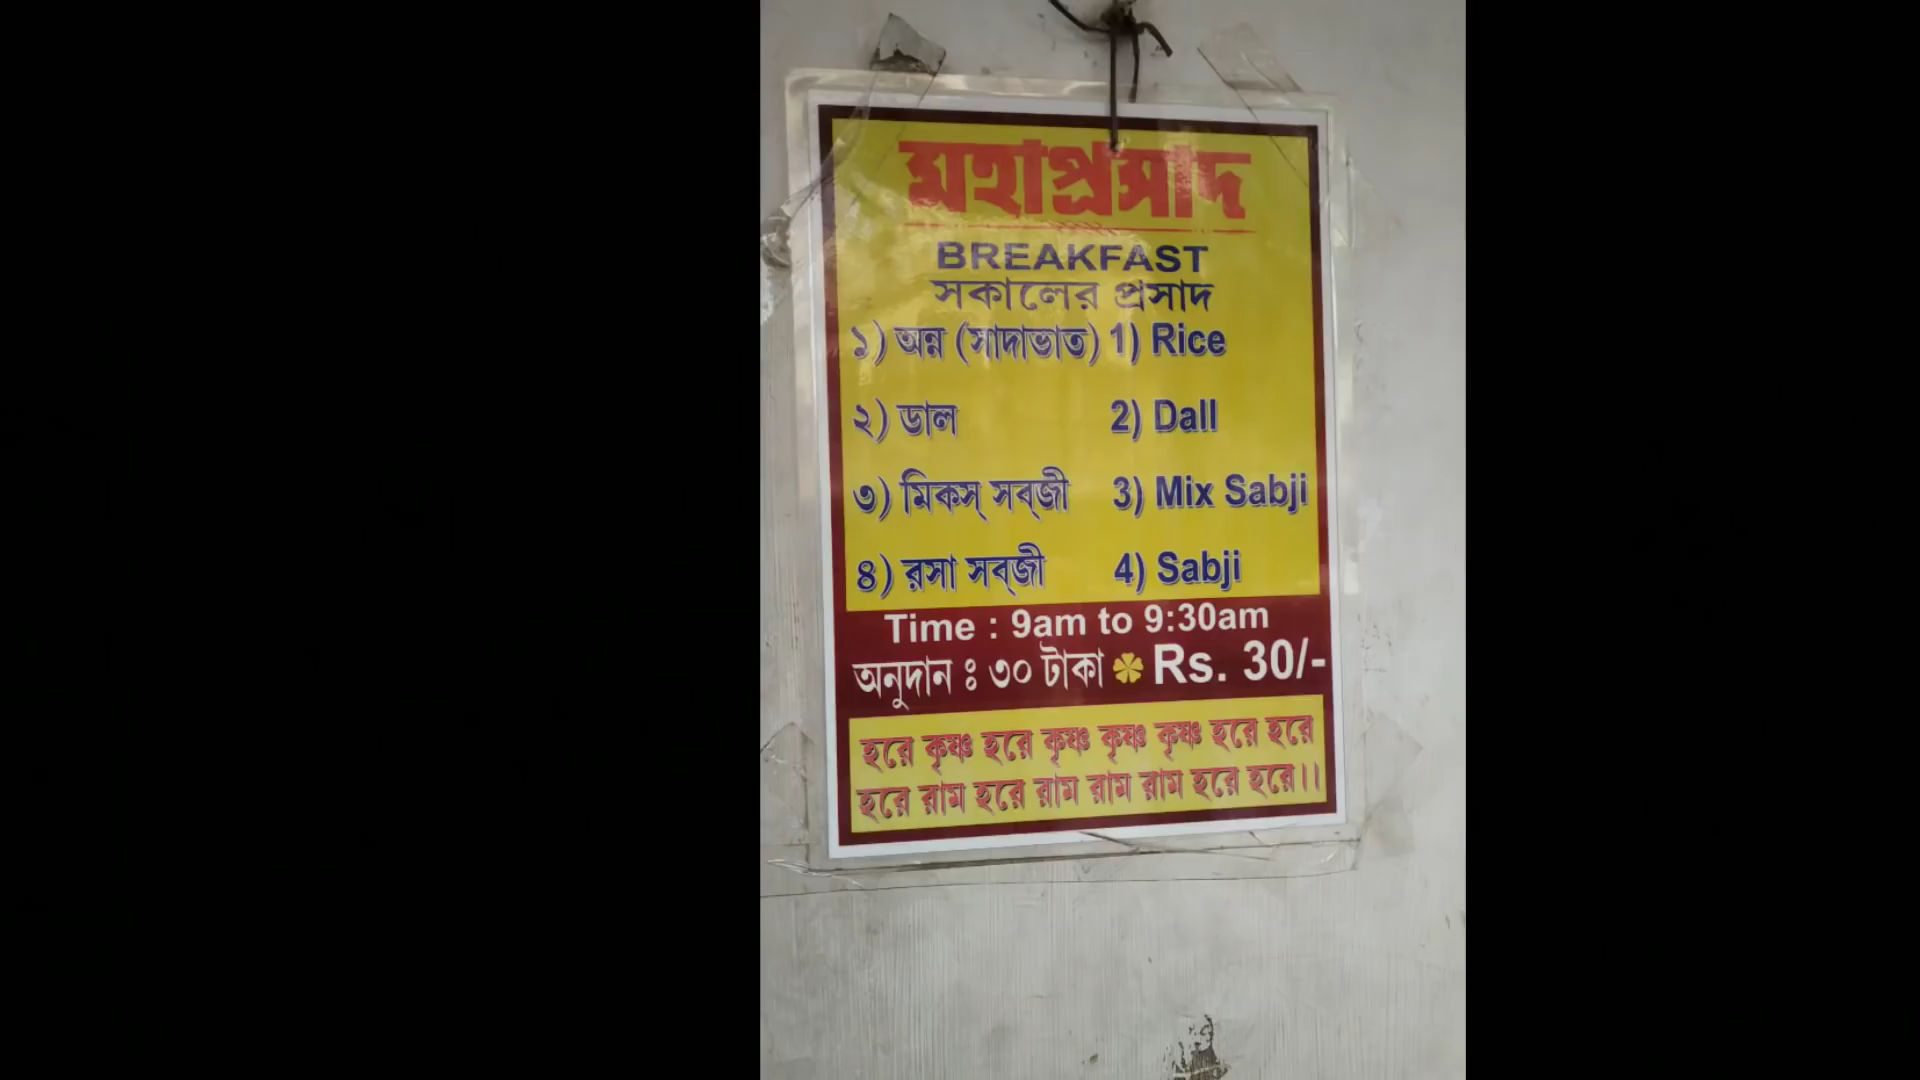 মহাপ্রসাদ
BREAKFAST
সকালের প্রসাদ
১) অন্ন (সাদাভাত) 1) Rice
২) ডাল 2) Dall
৩) মিকস্ সব্জী 3) Mix Sabji
৪) রসা সব্জী 4) Sabji
Time : 9am to 9:30am
অনুদান ঃ ৩০ টাকা Rs. 30/-
হরে কৃষ্ণ হরে কৃষ্ণ কৃষ্ণ কৃষ্ণ হরে হরে
হরে রাম হরে রাম রাম রাম হরে হরে।।